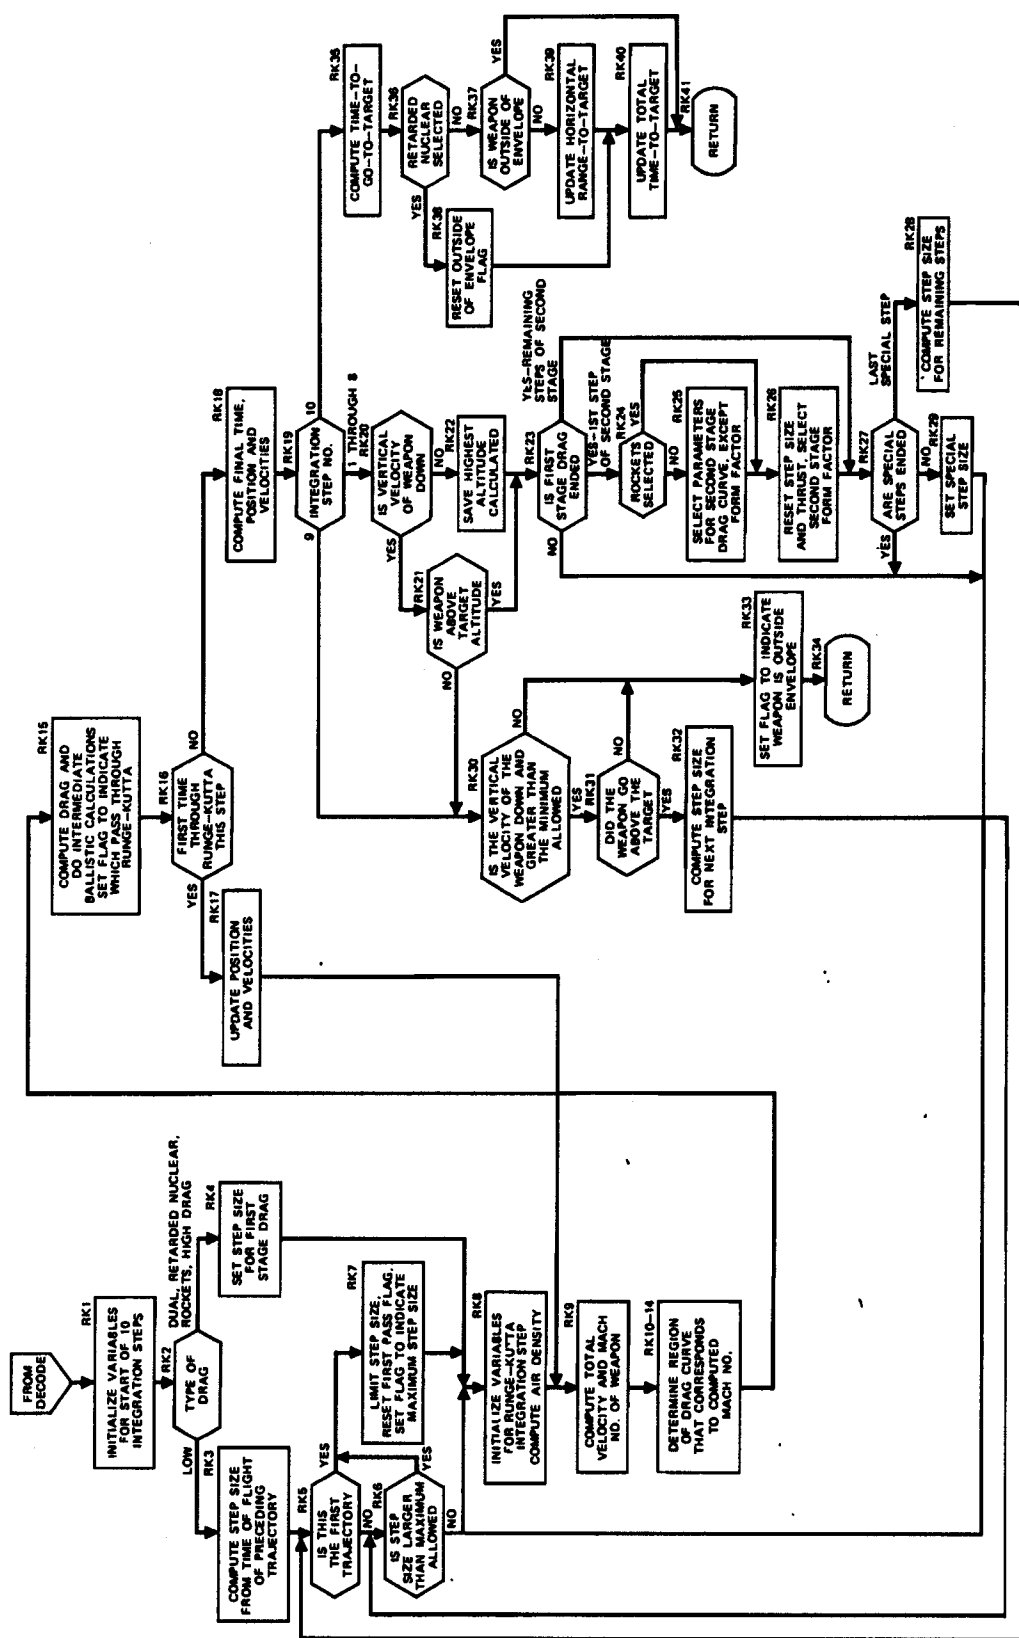 FROM
DECODE
RK1
INITIALIZE VARIABLES
FOR START OF 10
INTEGRATION STEPS
RK2
TYPE OF
DRAG
LOW
DUAL, RETARDED NUCLEAR,
ROCKETS, HIGH DRAG
RK3
COMPUTE STEP SIZE
FROM TIME OF FLIGHT
OF PRECEDING
TRAJECTORY
RK4
SET STEP SIZE
FOR FIRST
STAGE DRAG
RK5
IS THIS
THE FIRST
TRAJECTORY
YES
NO
RK6
IS STEP
SIZE LARGER
THAN MAXIMUM
ALLOWED
YES
NO
RK7
LIMIT STEP SIZE,
RESET FIRST PASS FLAG.
SET FLAG TO INDICATE
MAXIMUM STEP SIZE
RK8
INITIALIZE VARIABLES
FOR RUNGE-KUTTA
INTEGRATION STEP
COMPUTE AIR DENSITY
RK9
COMPUTE TOTAL
VELOCITY AND MACH
NO. OF WEAPON
RK10-14
DETERMINE REGION
OF DRAG CURVE
THAT CORRESPONDS
TO COMPUTED
MACH NO.
RK15
COMPUTE DRAG AND
DO INTERMEDIATE
BALLISTIC CALCULATIONS
SET FLAG TO INDICATE
WHICH PASS THROUGH
RUNGE-KUTTA
RK16
FIRST TIME
THROUGH
RUNGE-KUTTA
THIS STEP
YES
NO
RK17
UPDATE POSITION
AND VELOCITIES
RK18
COMPUTE FINAL TIME,
POSITION AND
VELOCITIES
RK19
INTEGRATION
STEP NO.
9
10
1 THROUGH 8
RK20
IS VERTICAL
VELOCITY
OF WEAPON
DOWN
YES
NO
RK21
IS WEAPON
ABOVE
TARGET
ALTITUDE
NO
YES
RK22
SAVE HIGHEST
ALTITUDE
CALCULATED
RK23
IS FIRST
STAGE DRAG
ENDED
NO
YES-REMAINING
STEPS OF SECOND
STAGE
YES-1ST STEP
OF SECOND STAGE
RK24
ROCKETS
SELECTED
YES
NO
RK25
SELECT PARAMETERS
FOR SECOND STAGE
DRAG CURVE, EXCEPT
FORM FACTOR
RK26
RESET STEP SIZE
AND THRUST, SELECT
SECOND STAGE
FORM FACTOR
RK27
ARE SPECIAL
STEPS ENDED
YES
NO
LAST
SPECIAL STEP
RK28
COMPUTE STEP SIZE
FOR REMAINING STEPS
RK29
SET SPECIAL
STEP SIZE
RK30
IS THE VERTICAL
VELOCITY OF THE
WEAPON DOWN AND
GREATER THAN
THE MINIMUM
ALLOWED
NO
YES
RK31
DID THE
WEAPON GO
ABOVE THE
TARGET
NO
YES
RK32
COMPUTE STEP SIZE
FOR NEXT INTEGRATION
STEP
RK33
SET FLAG TO INDICATE
WEAPON IS OUTSIDE
ENVELOPE
RK34
RETURN
RK35
COMPUTE TIME-TO-
GO-TO-TARGET
RK36
RETARDED
NUCLEAR
SELECTED
YES
NO
RK37
IS WEAPON
OUTSIDE OF
ENVELOPE
YES
NO
RK38
RESET OUTSIDE
OF ENVELOPE
FLAG
RK39
UPDATE HORIZONTAL
RANGE-TO-TARGET
RK40
UPDATE TOTAL
TIME-TO-TARGET
RK41
RETURN